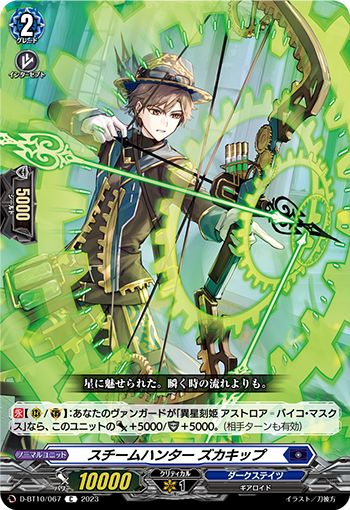 2
グレード
インターセプト
5000
シールド
星に魅せられた。瞬く時の流れよりも。
永【(V)/(R)】:あなたのヴァンガードが「異星刻姫 アストロア=バイコ・マスク
ス」なら、このユニットの+5000/+5000。(相手ターンも有効)
ノーマルユニット
スチームハンター ズカキップ
パワー 10000
クリティカル
1
ダークステイツ
ギアロイド
D-BT10/067 C 2023
イラスト/刀彼方